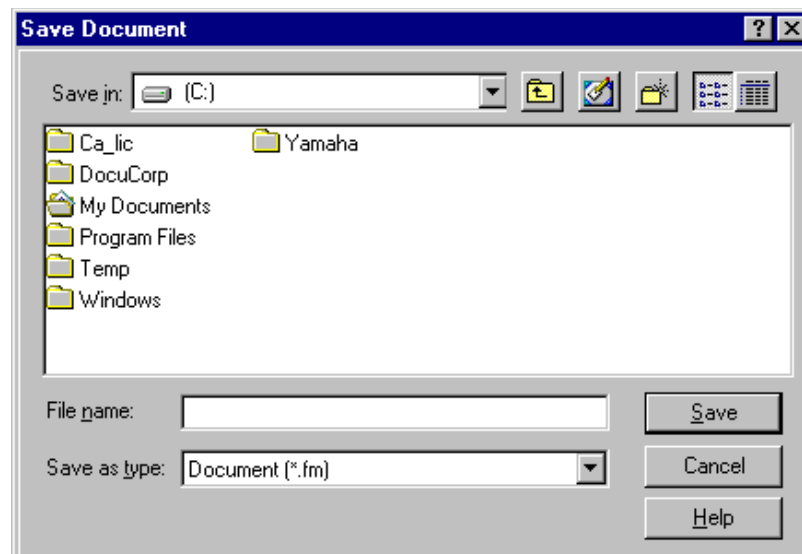 Save Document
Save in: (C:)
Ca_lic
DocuCorp
My Documents
Program Files
Temp
Windows
Yamaha
File name:
Save
Save as type: Document (*.fm)
Cancel
Help